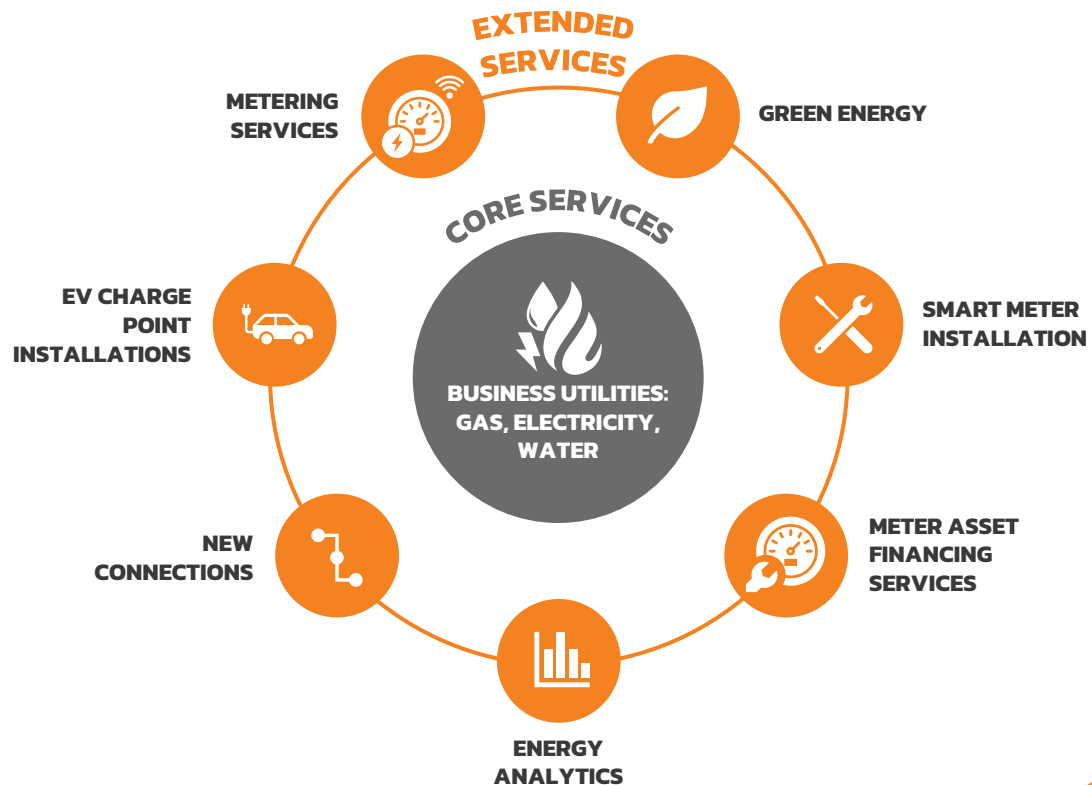 EXTENDED
SERVICES
METERING
SERVICES
GREEN ENERGY
CORE SERVICES
EV CHARGE
POINT
INSTALLATIONS
SMART METER
INSTALLATION
BUSINESS UTILITIES:
GAS, ELECTRICITY,
WATER
NEW
CONNECTIONS
METER ASSET
FINANCING
SERVICES
ENERGY
ANALYTICS